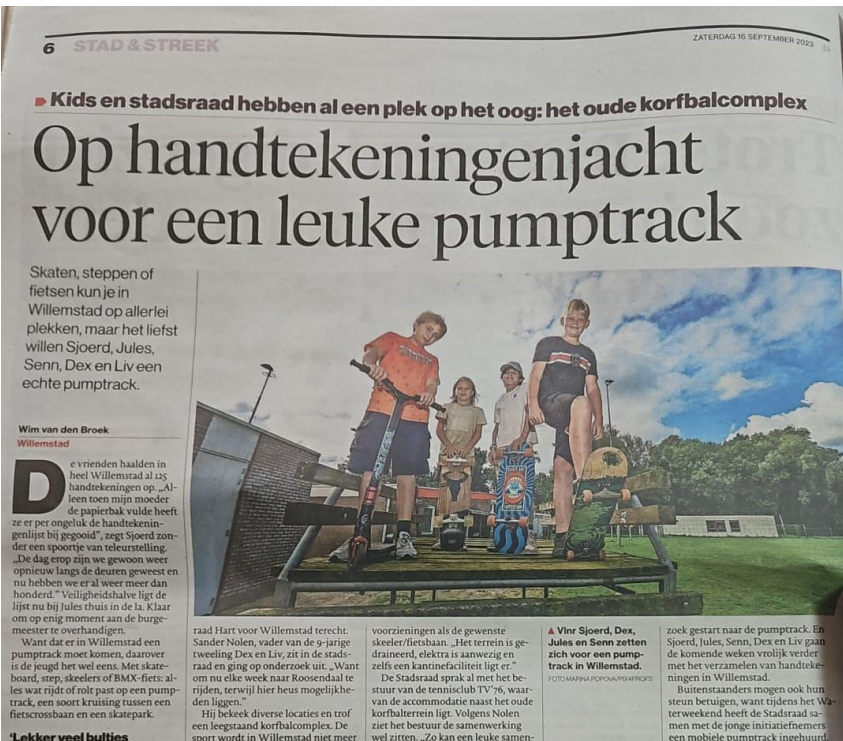 6 STAD & STREEK
ZATERDAG 16 SEPTEMBER 2023
Kids en stadsraad hebben al een plek op het oog: het oude korfbalcomplex
Op handtekeningenjacht
voor een leuke pumptrack
Skaten, steppen of
fietsen kun je in
Willemstad op allerlei
plekken, maar het liefst
willen Sjoerd, Jules,
Senn, Dex en Liv een
echte pumptrack.
Wim van den Broek
Willemstad
De vrienden haalden in
heel Willemstad al 125
handtekeningen op. „Al-
leen toen mijn moeder
de papierbak vulde heeft
ze er per ongeluk de handtekenin-
genlijst bij gegooid”, zegt Sjoerd zon-
der een spoortje van teleurstelling.
„De dag erop zijn we gewoon weer
opnieuw langs de deuren geweest en
nu hebben we er al weer meer dan
honderd.” Veiligheidshalve ligt de
lijst nu bij Jules thuis in de la. Klaar
om op enig moment aan de burge-
meester te overhandigen.
Want dat er in Willemstad een
pumptrack moet komen, daarover
is de jeugd het wel eens. Met skate-
board, step, skeelers of BMX-fiets: al-
les wat rijdt of rolt past op een pump-
track, een soort kruising tussen een
fietscrossbaan en een skatepark.
‘Lekker veel bultjes
raad Hart voor Willemstad terecht.
Sander Nolen, vader van de 9-jarige
tweeling Dex en Liv, zit in de stads-
raad en ging op onderzoek uit. „Want
om nu elke week naar Roosendaal te
rijden, terwijl hier heus mogelijkhe-
den liggen.”
Hij bekeek diverse locaties en trof
een leegstaand korfbalcomplex. De
sport wordt in Willemstad niet meer
voorzieningen als de gewenste
skeeler/fietsbaan. „Het terrein is ge-
draineerd, elektra is aanwezig en
zelfs een kantinefaciliteit ligt er.”
De Stadsraad sprak al met het be-
stuur van de tennisclub TV’76, waar-
van de accommodatie naast het oude
korfbalterrein ligt. Volgens Nolen
ziet het bestuur de samenwerking
wel zitten. „Zo kan een leuke samen-
Vlnr Sjoerd, Dex,
Jules en Senn zetten
zich voor een pump-
track in Willemstad.
FOTO MARINA POPOVA/PIX4PROFS
zoek gestart naar de pumptrack. En
Sjoerd, Jules, Senn, Dex en Liv gaan
de komende weken vrolijk verder
met het verzamelen van handteke-
ningen in Willemstad.
Buitenstaanders mogen ook hun
steun betuigen, want tijdens het Wa-
terweekend heeft de Stadsraad sa-
men met de jonge initiatiefnemers
een mobiele pumptrack ingehuurd.